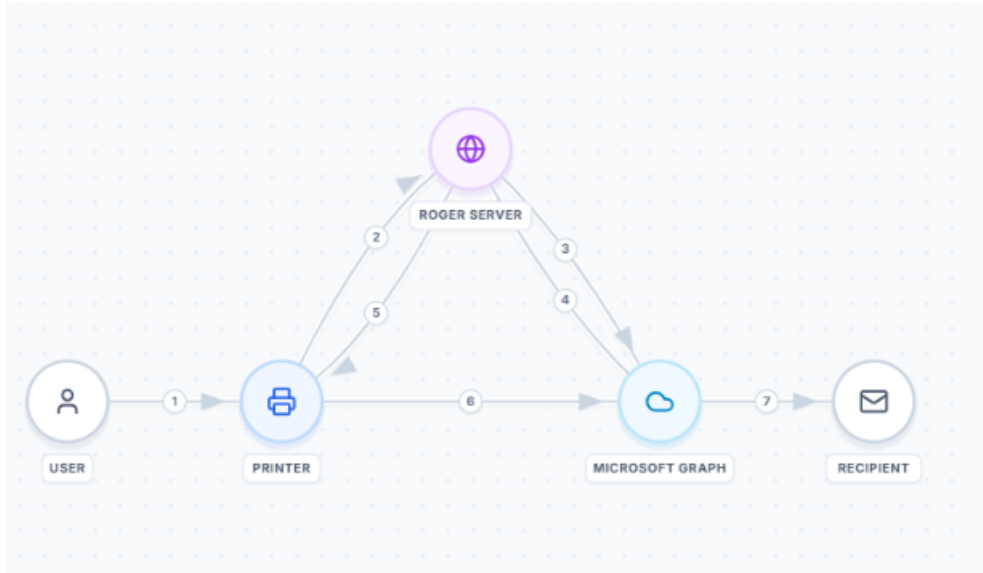 ROGER SERVER
2
3
4
5
1
6
7
USER
PRINTER
MICROSOFT GRAPH
RECIPIENT